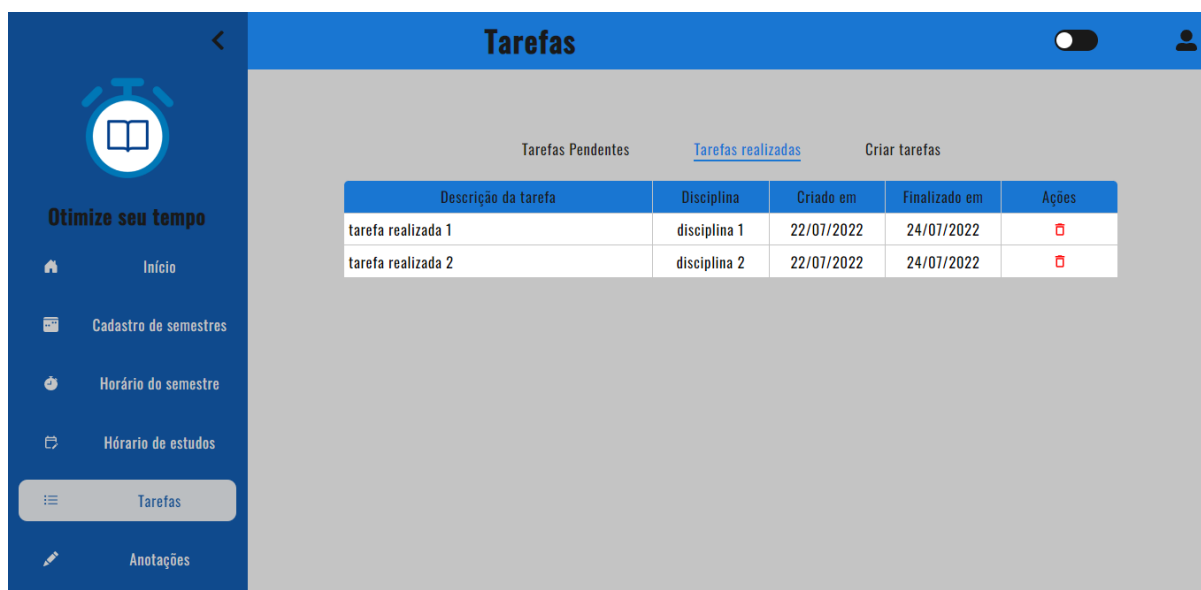 Tarefas
Otimize seu tempo
Início
Cadastro de semestres
Horário do semestre
Hórario de estudos
Tarefas
Anotações
Tarefas Pendentes Tarefas realizadas Criar tarefas
Descrição da tarefa Disciplina Criado em Finalizado em Ações
tarefa realizada 1 disciplina 1 22/07/2022 24/07/2022
tarefa realizada 2 disciplina 2 22/07/2022 24/07/2022